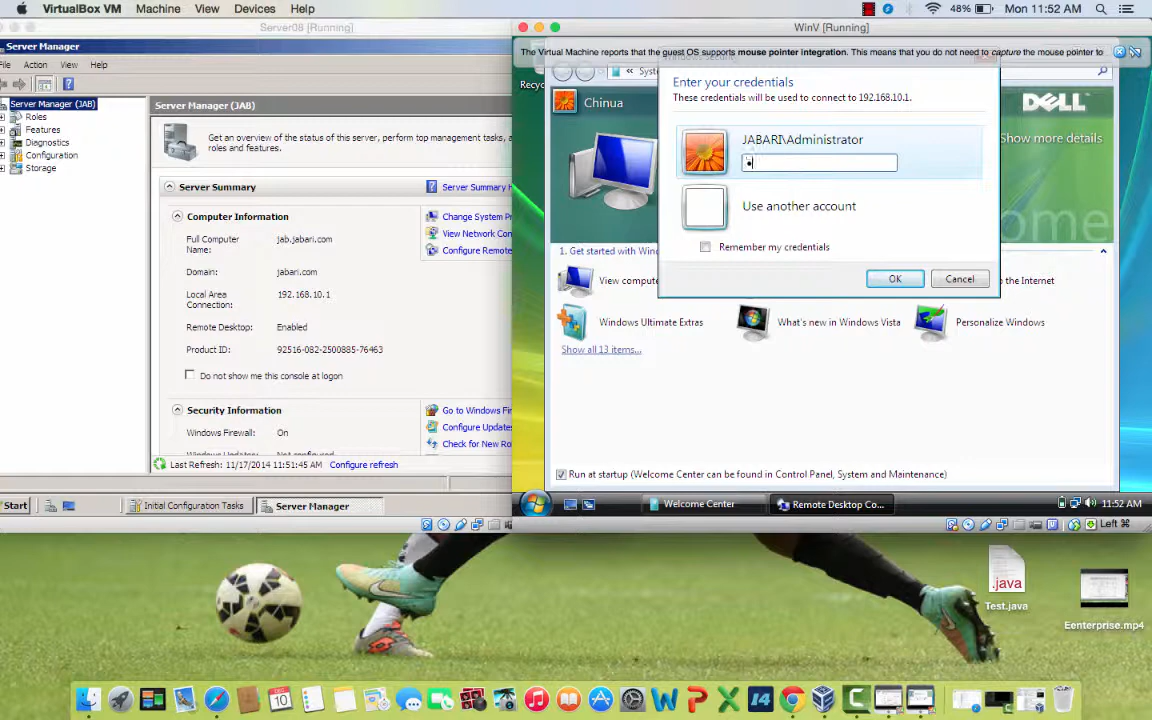 VirtualBox VM Machine View Devices Help 48% Mon 11:52 AM
Server08 [Running]
Server Manager
File Action View Help
Server Manager (JAB)
Roles
Features
Diagnostics
Configuration
Storage
Server Manager (JAB)
Get an overview of the status of this server, perform top management tasks,
roles and features.
Server Summary
Server Summary H
Computer Information
Full Computer
Name:
jab.jabari.com
Domain: jabari.com
Local Area
Connection:
192.168.10.1
Remote Desktop: Enabled
Product ID: 92516-082-2500885-76463
Do not show me this console at logon
Change System Pr
View Network Con
Configure Remote
Security Information
Windows Firewall: On
Go to Windows Fir
Configure Updates
Check for New Ro
Last Refresh: 11/17/2014 11:51:45 AM Configure refresh
Start Initial Configuration Tasks Server Manager
WinV [Running]
The Virtual Machine reports that the guest OS supports mouse pointer integration. This means that you do not need to capture the mouse pointer to
Recyc
« Syste
Chinua
DELL
Show more details
ome
Enter your credentials
These credentials will be used to connect to 192.168.10.1.
JABARI\Administrator
Use another account
Remember my credentials
OK Cancel
1. Get started with Winc
View compute
o the Internet
Windows Ultimate Extras What's new in Windows Vista Personalize Windows
Show all 13 items...
Run at startup (Welcome Center can be found in Control Panel, System and Maintenance)
Welcome Center Remote Desktop Co... 11:52 AM
Left ⌘
.java
Test.java
Eenterprise.mp4
DEC
10
14